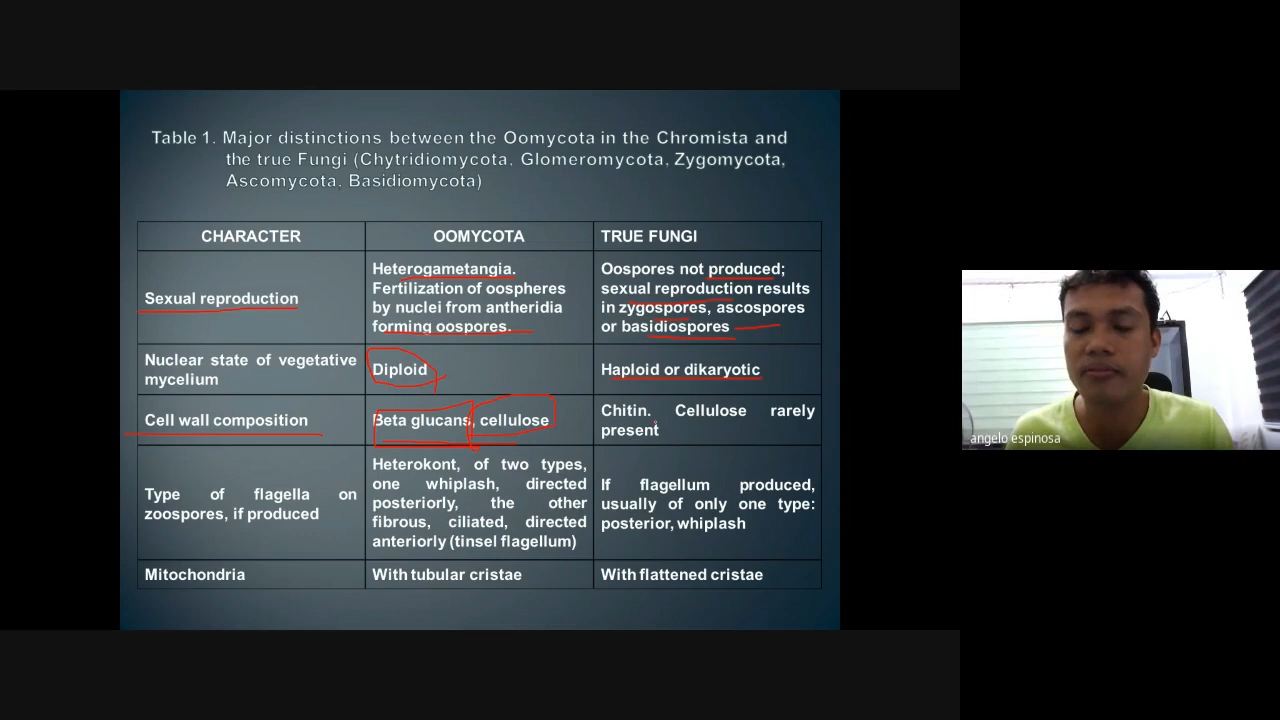 Table 1. Major distinctions between the Oomycota in the Chromista and
the true Fungi (Chytridiomycota, Glomeromycota, Zygomycota,
Ascomycota, Basidiomycota)
CHARACTER
OOMYCOTA
TRUE FUNGI
Sexual reproduction
Heterogametangia.
Fertilization of oospheres
by nuclei from antheridia
forming oospores.
Oospores not produced;
sexual reproduction results
in zygospores, ascospores
or basidiospores
Nuclear state of vegetative
mycelium
Diploid
Haploid or dikaryotic
Cell wall composition
Beta glucans, cellulose
Chitin. Cellulose rarely
present
Type of flagella on
zoospores, if produced
Heterokont, of two types,
one whiplash, directed
posteriorly, the other
fibrous, ciliated, directed
anteriorly (tinsel flagellum)
If flagellum produced,
usually of only one type:
posterior, whiplash
Mitochondria
With tubular cristae
With flattened cristae
angelo espinosa